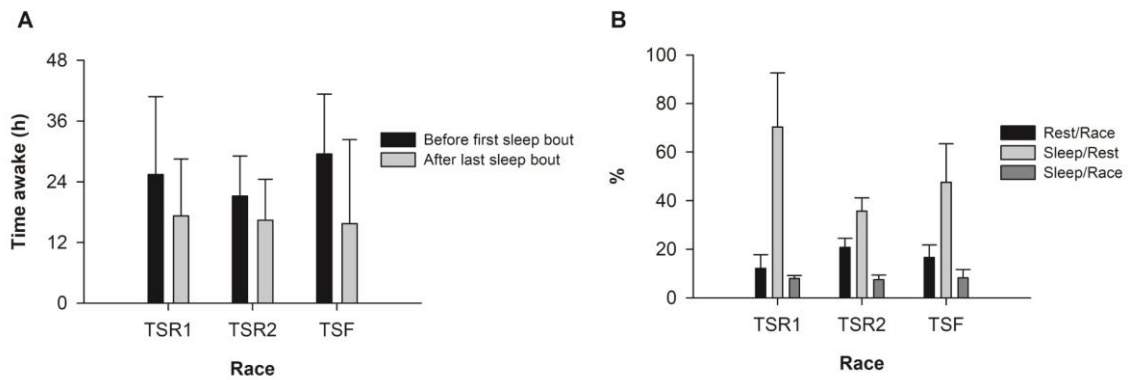 A
Time awake (h)
48
36
24
12
0
TSR1 TSR2 TSF
Race
Before first sleep bout
After last sleep bout
B
%
100
80
60
40
20
0
TSR1 TSR2 TSF
Race
Rest/Race
Sleep/Rest
Sleep/Race